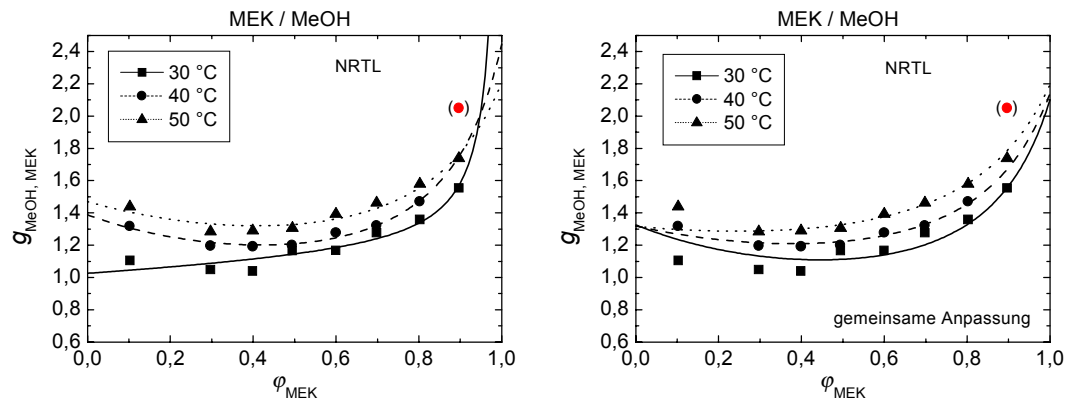 MEK / MeOH
2,4
2,2
2,0
1,8
1,6
1,4
1,2
1,0
0,8
0,6
g MeOH, MEK
30 °C
40 °C
50 °C
NRTL
( )
0,0 0,2 0,4 0,6 0,8 1,0
φ MEK
MEK / MeOH
2,4
2,2
2,0
1,8
1,6
1,4
1,2
1,0
0,8
0,6
g MeOH, MEK
30 °C
40 °C
50 °C
NRTL
( )
gemeinsame Anpassung
0,0 0,2 0,4 0,6 0,8 1,0
φ MEK